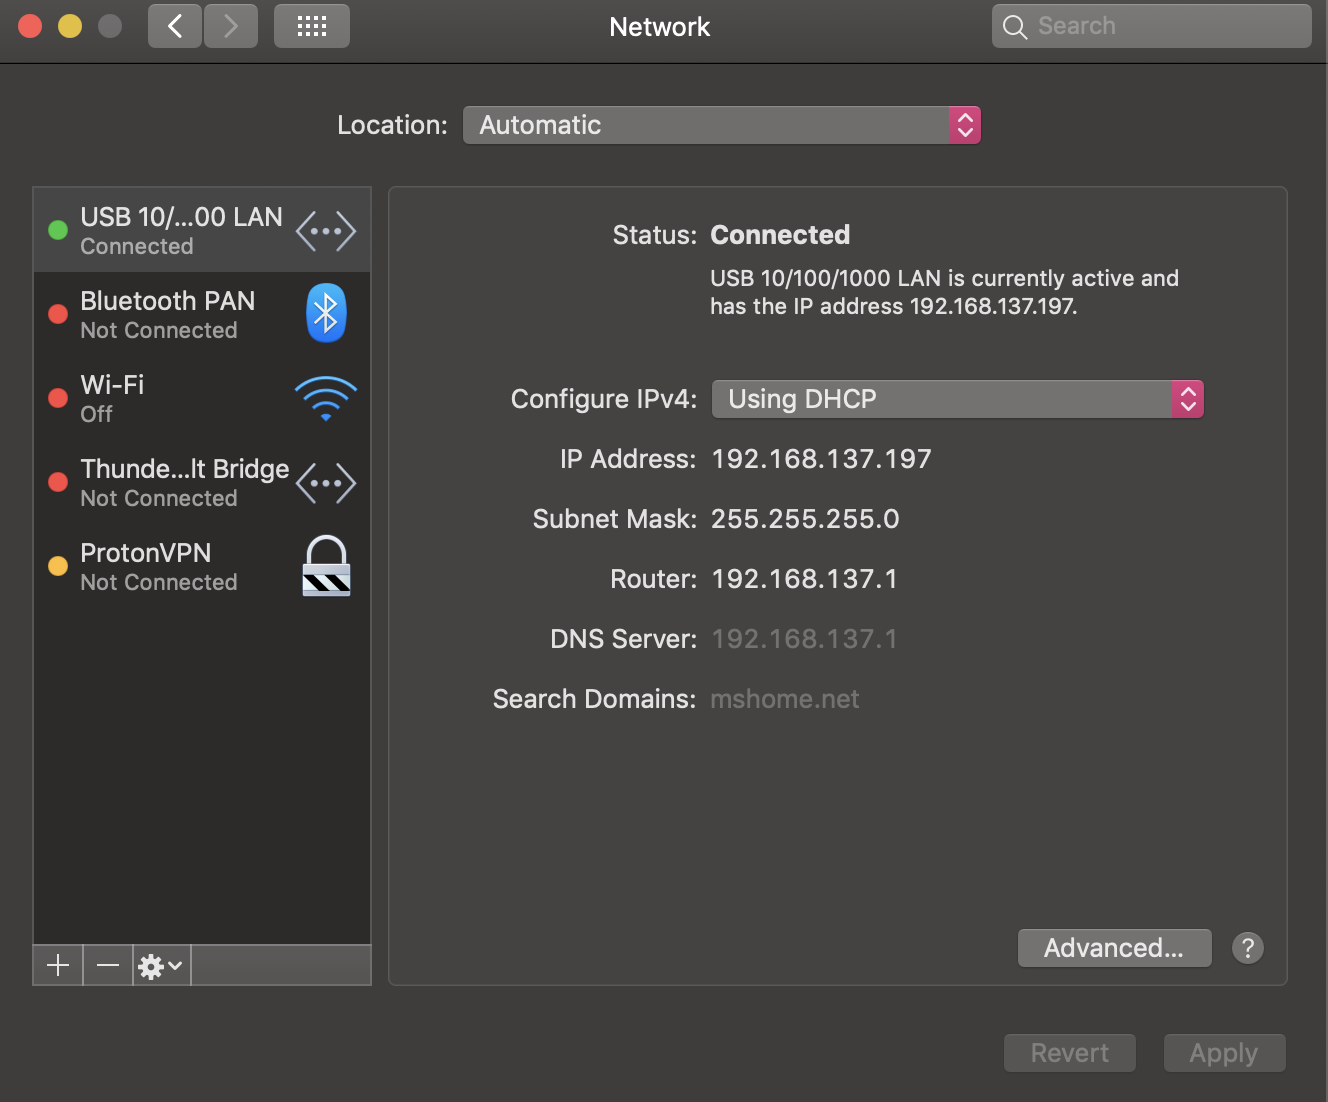 Network
Search
Location:
Automatic
USB 10/...00 LAN
Connected
Bluetooth PAN
Not Connected
Wi-Fi
Off
Thunde...lt Bridge
Not Connected
ProtonVPN
Not Connected
Status: Connected
USB 10/100/1000 LAN is currently active and
has the IP address 192.168.137.197.
Configure IPv4: Using DHCP
IP Address: 192.168.137.197
Subnet Mask: 255.255.255.0
Router: 192.168.137.1
DNS Server: 192.168.137.1
Search Domains: mshome.net
Advanced... ?
Revert Apply